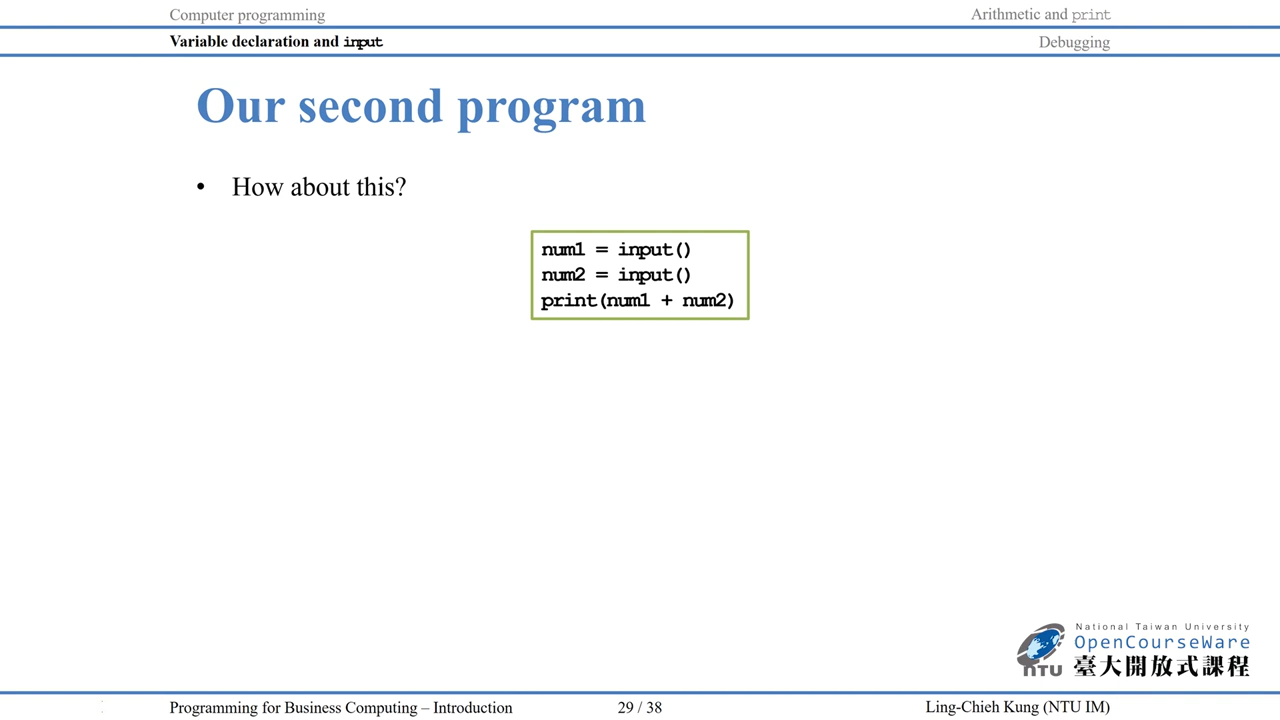 Computer programming
Arithmetic and print
Variable declaration and input
Debugging
Our second program
• How about this?
num1 = input()
num2 = input()
print(num1 + num2)
National Taiwan University
OpenCourseWare
NTU
臺大開放式課程
Programming for Business Computing – Introduction
29 / 38
Ling-Chieh Kung (NTU IM)